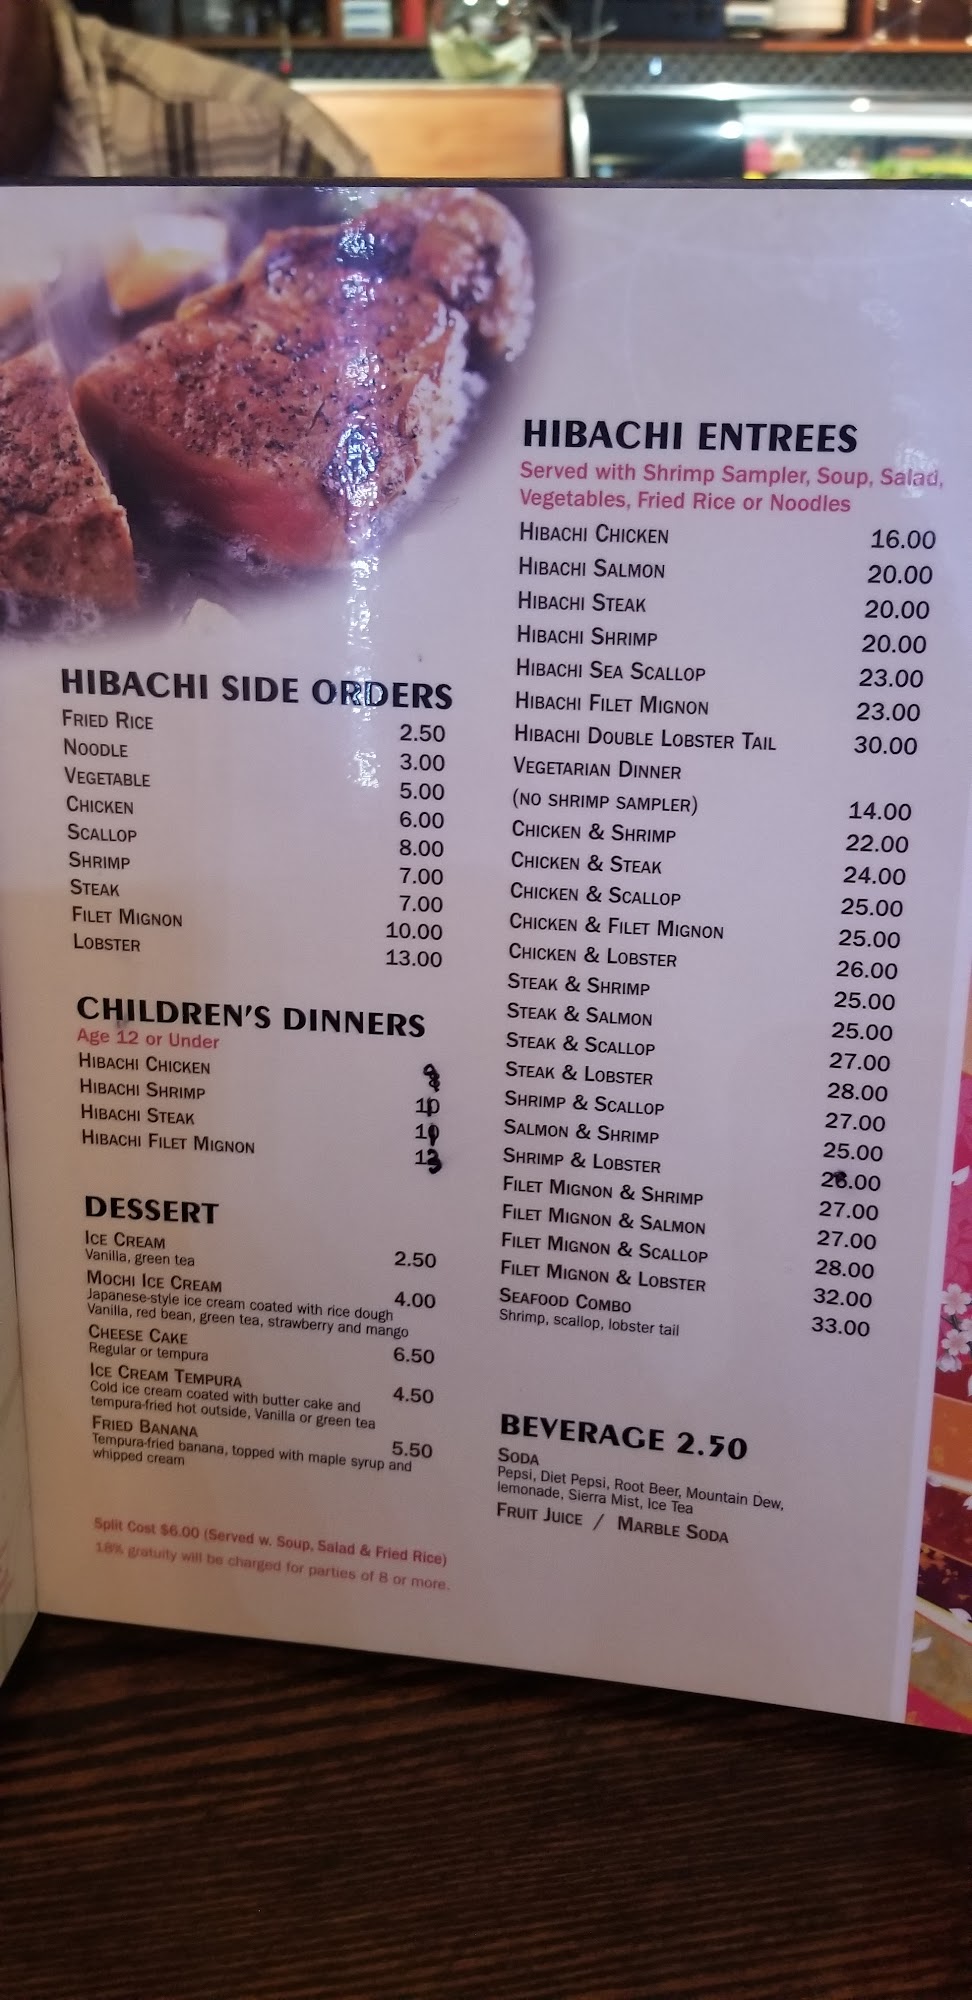 HIBACHI SIDE ORDERS
FRIED RICE 2.50
NOODLE 3.00
VEGETABLE 5.00
CHICKEN 6.00
SCALLOP 8.00
SHRIMP 7.00
STEAK 7.00
FILET MIGNON 10.00
LOBSTER 13.00
CHILDREN'S DINNERS
Age 12 or Under
HIBACHI CHICKEN
HIBACHI SHRIMP
HIBACHI STEAK
HIBACHI FILET MIGNON
DESSERT
ICE CREAM 2.50
Vanilla, green tea
MOCHI ICE CREAM 4.00
Japanese-style ice cream coated with rice dough
Vanilla, red bean, green tea, strawberry and mango
CHEESE CAKE 6.50
Regular or tempura
ICE CREAM TEMPURA 4.50
Cold ice cream coated with butter cake and
tempura-fried hot outside, Vanilla or green tea
FRIED BANANA 5.50
Tempura-fried banana, topped with maple syrup and
whipped cream
Split Cost $6.00 (Served w. Soup, Salad & Fried Rice)
18% gratuity will be charged for parties of 8 or more.
HIBACHI ENTREES
Served with Shrimp Sampler, Soup, Salad,
Vegetables, Fried Rice or Noodles
HIBACHI CHICKEN 16.00
HIBACHI SALMON 20.00
HIBACHI STEAK 20.00
HIBACHI SHRIMP 20.00
HIBACHI SEA SCALLOP 23.00
HIBACHI FILET MIGNON 23.00
HIBACHI DOUBLE LOBSTER TAIL 30.00
VEGETARIAN DINNER
(NO SHRIMP SAMPLER) 14.00
CHICKEN & SHRIMP 22.00
CHICKEN & STEAK 24.00
CHICKEN & SCALLOP 25.00
CHICKEN & FILET MIGNON 25.00
CHICKEN & LOBSTER 26.00
STEAK & SHRIMP 25.00
STEAK & SALMON 25.00
STEAK & SCALLOP 27.00
STEAK & LOBSTER 28.00
SHRIMP & SCALLOP 27.00
SALMON & SHRIMP 25.00
SHRIMP & LOBSTER
FILET MIGNON & SHRIMP 27.00
FILET MIGNON & SALMON 27.00
FILET MIGNON & SCALLOP 28.00
FILET MIGNON & LOBSTER 32.00
SEAFOOD COMBO 33.00
Shrimp, scallop, lobster tail
BEVERAGE 2.50
SODA
Pepsi, Diet Pepsi, Root Beer, Mountain Dew,
lemonade, Sierra Mist, Ice Tea
FRUIT JUICE / MARBLE SODA